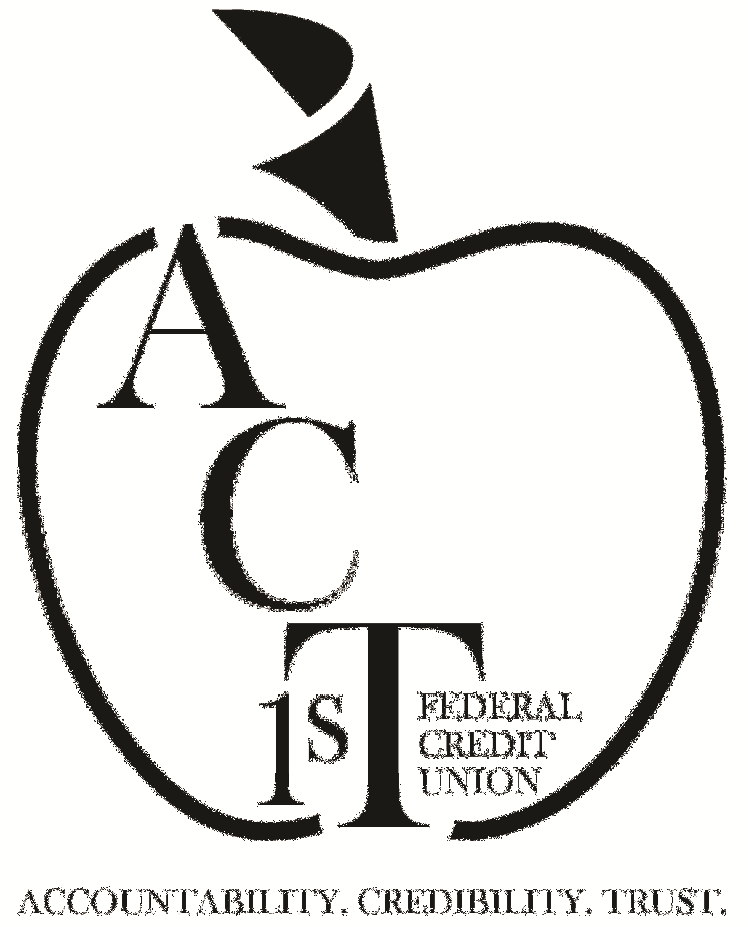 A
C
1ST
FEDERAL
CREDIT
UNION
ACCOUNTABILITY. CREDIBILITY. TRUST.